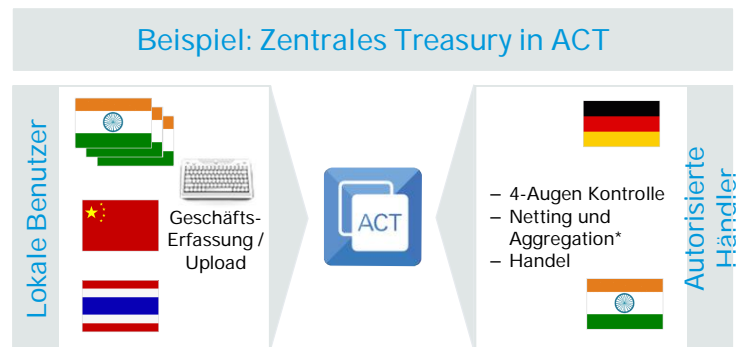 Beispiel: Zentrales Treasury in ACT
Lokale Benutzer
Geschäfts-
Erfassung /
Upload
ACT
– 4-Augen Kontrolle
– Netting und
Aggregation*
– Handel
Autorisierte
Händler